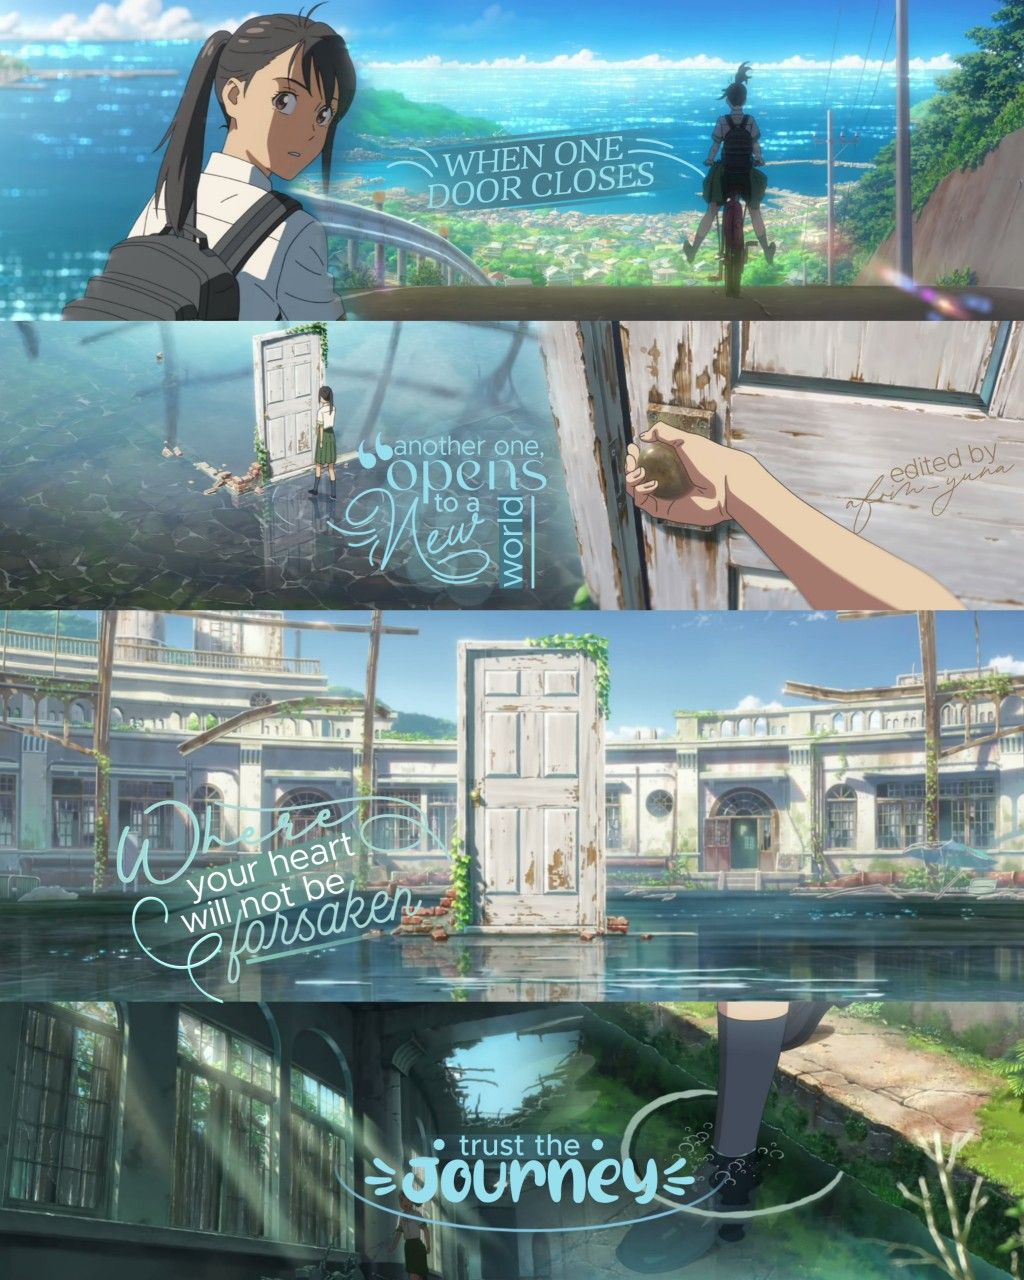 WHEN ONE
DOOR CLOSES
“another one,
opens
to a
New
world
edited by
Where
your heart
will not be
forsaken
• trust the •
Journey